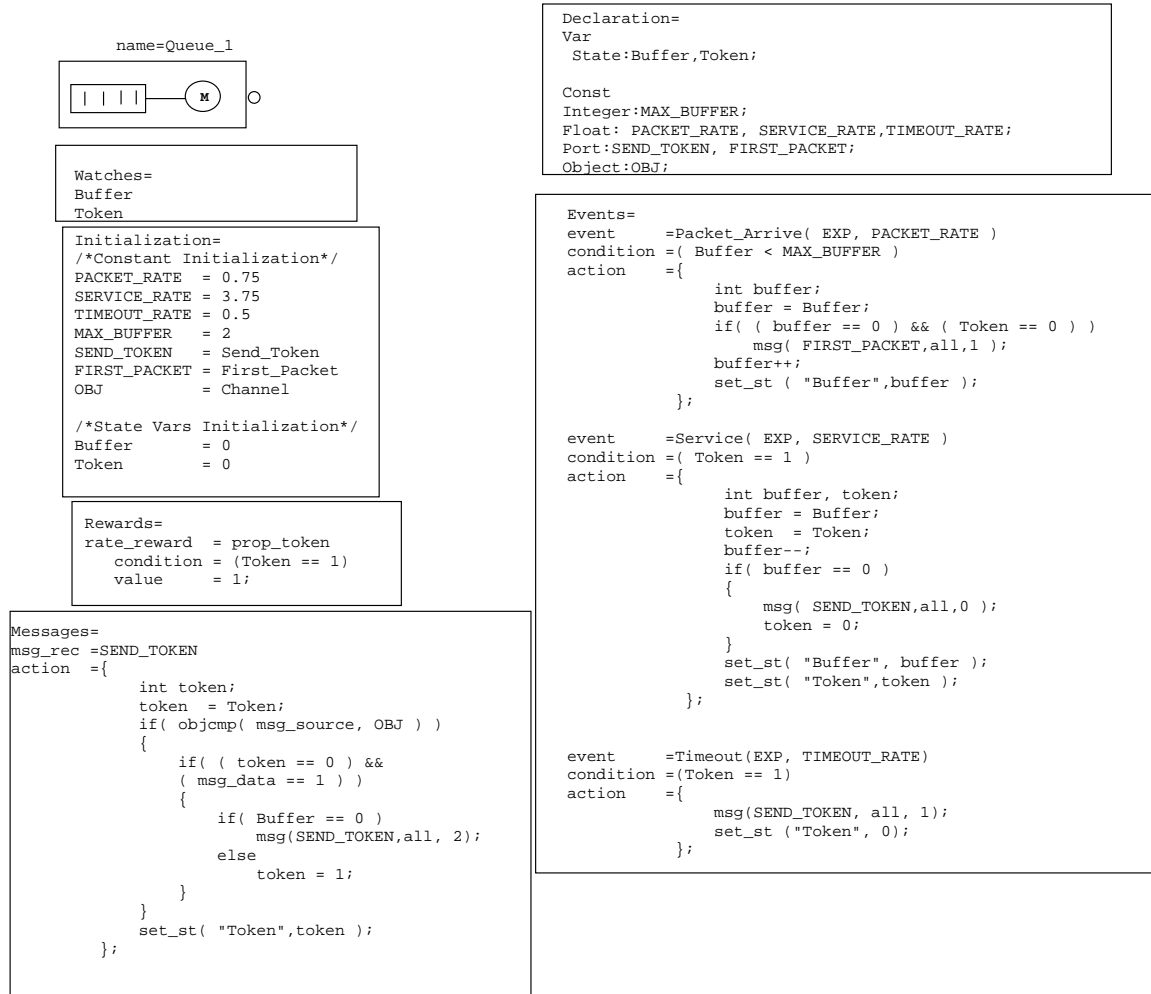 name=Queue_1
M
Watches=
Buffer
Token
Initialization=
/*Constant Initialization*/
PACKET_RATE  = 0.75
SERVICE_RATE = 3.75
TIMEOUT_RATE = 0.5
MAX_BUFFER   = 2
SEND_TOKEN   = Send_Token
FIRST_PACKET = First_Packet
OBJ          = Channel
/*State Vars Initialization*/
Buffer       = 0
Token        = 0
Rewards=
rate_reward  = prop_token
condition = (Token == 1)
value     = 1;
Messages=
msg_rec =SEND_TOKEN
action  ={
int token;
token  = Token;
if( objcmp( msg_source, OBJ ) )
{
if( ( token == 0 ) &&
( msg_data == 1 ) )
{
if( Buffer == 0 )
msg(SEND_TOKEN,all, 2);
else
token = 1;
}
}
set_st( "Token",token );
};
Declaration=
Var
State:Buffer,Token;
Const
Integer:MAX_BUFFER;
Float: PACKET_RATE, SERVICE_RATE,TIMEOUT_RATE;
Port:SEND_TOKEN, FIRST_PACKET;
Object:OBJ;
Events=
event     =Packet_Arrive( EXP, PACKET_RATE )
condition =( Buffer < MAX_BUFFER )
action    ={
int buffer;
buffer = Buffer;
if( ( buffer == 0 ) && ( Token == 0 ) )
msg( FIRST_PACKET,all,1 );
buffer++;
set_st ( "Buffer",buffer );
};
event     =Service( EXP, SERVICE_RATE )
condition =( Token == 1 )
action    ={
int buffer, token;
buffer = Buffer;
token  = Token;
buffer--;
if( buffer == 0 )
{
msg( SEND_TOKEN,all,0 );
token = 0;
}
set_st( "Buffer", buffer );
set_st( "Token",token );
};
event     =Timeout(EXP, TIMEOUT_RATE)
condition =(Token == 1)
action    ={
msg(SEND_TOKEN, all, 1);
set_st ("Token", 0);
};